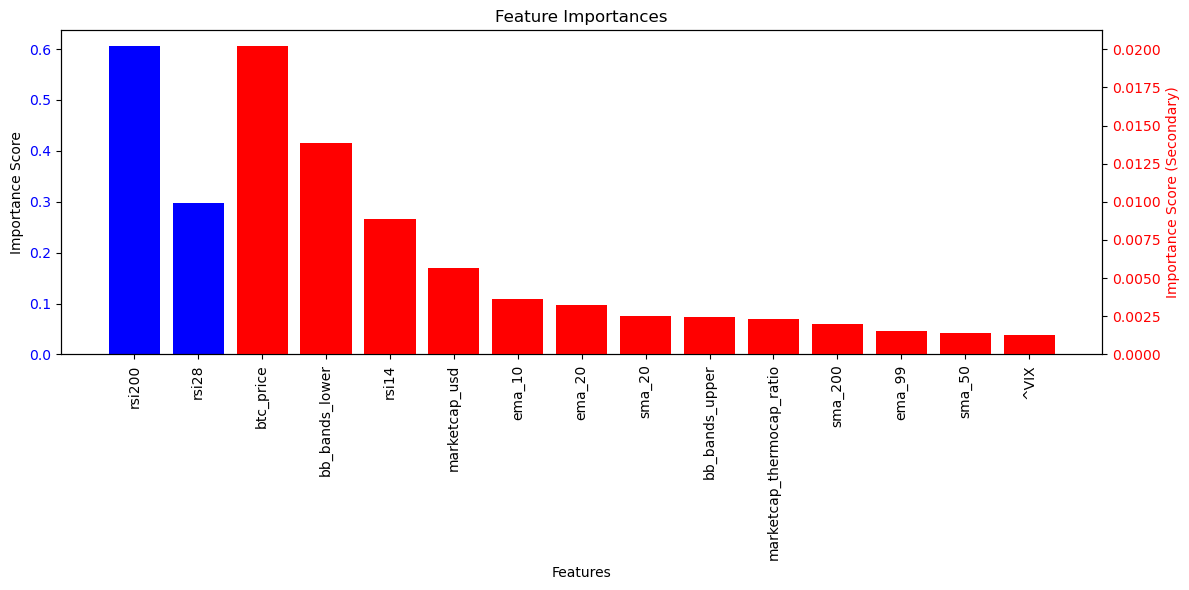 Feature Importances
Importance Score
0.6
0.5
0.4
0.3
0.2
0.1
0.0
0.0200
0.0175
0.0150
0.0125
0.0100
0.0075
0.0050
0.0025
0.0000
Importance Score (Secondary)
rsi200
rsi28
btc_price
bb_bands_lower
rsi14
marketcap_usd
ema_10
ema_20
sma_20
bb_bands_upper
marketcap_thermocap_ratio
sma_200
ema_99
sma_50
^VIX
Features